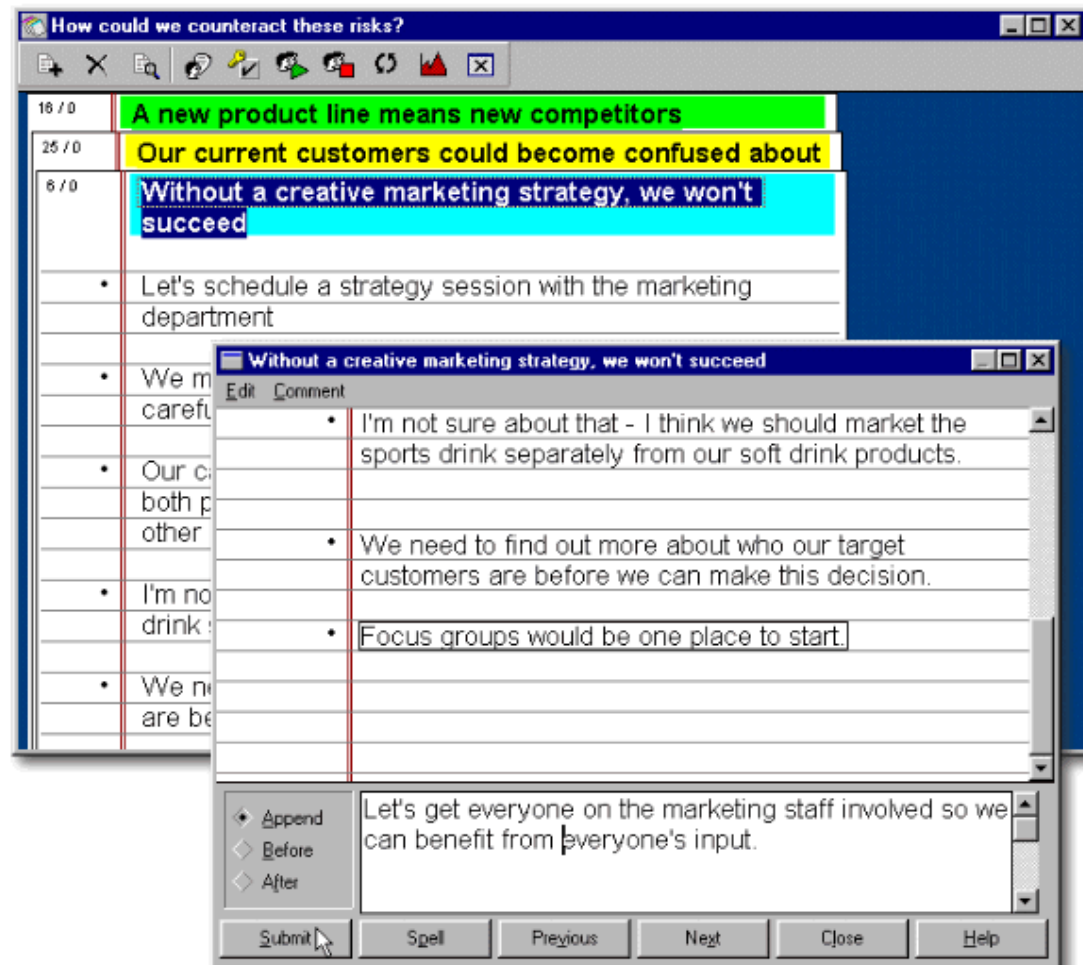 How could we counteract these risks?
16 / 0
A new product line means new competitors
25 / 0
Our current customers could become confused about
6 / 0
Without a creative marketing strategy, we won't
succeed
• Let's schedule a strategy session with the marketing
department
• We m
carefu
• Our ca
both p
other
• I'm no
drink s
• We ne
are be
Without a creative marketing strategy, we won't succeed
Edit Comment
• I'm not sure about that - I think we should market the
sports drink separately from our soft drink products.
• We need to find out more about who our target
customers are before we can make this decision.
• Focus groups would be one place to start.
Append
Before
After
Let's get everyone on the marketing staff involved so we
can benefit from everyone's input.
Submit Spell Previous Next Close Help